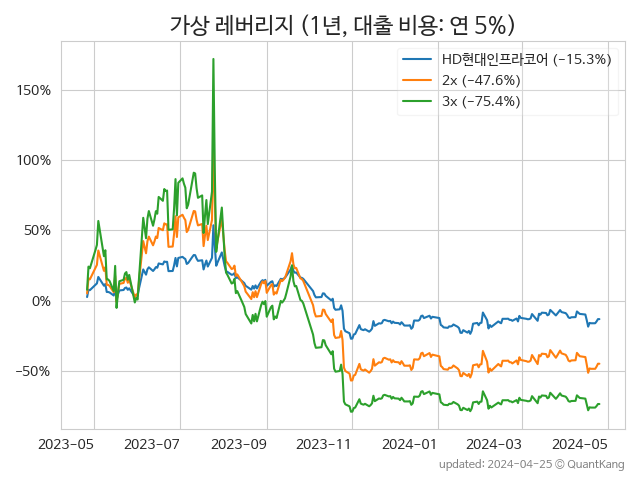 가상 레버리지 (1년, 대출 비용: 연 5%)
HD현대인프라코어 (−15.3%)
2x (−47.6%)
3x (−75.4%)
150%
100%
50%
0%
−50%
2023-05 2023-07 2023-09 2023-11 2024-01 2024-03 2024-05
updated: 2024-04-25 © QuantKang